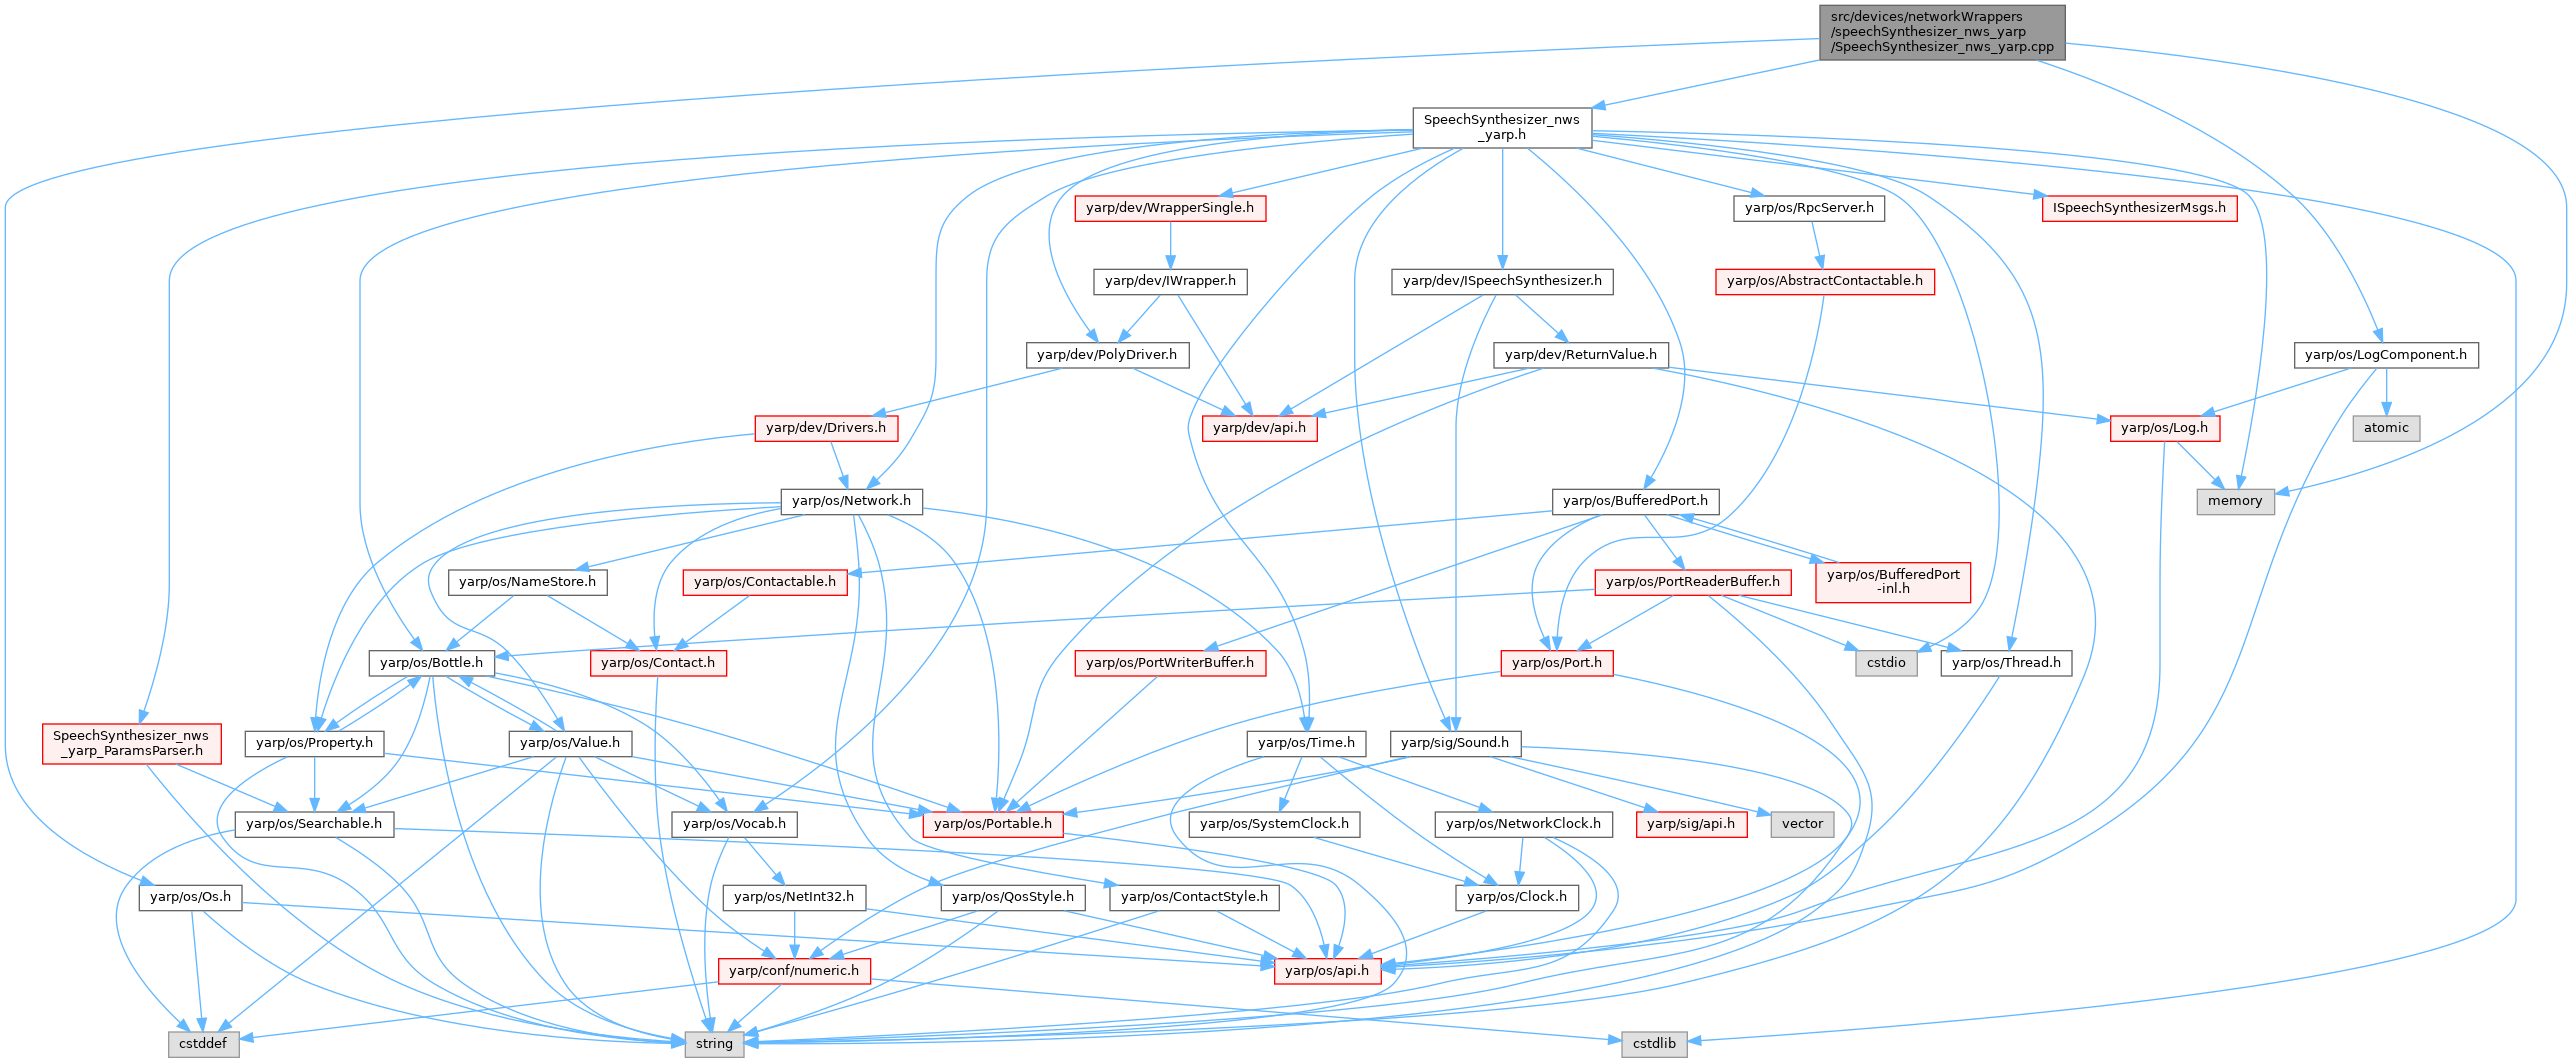 src/devices/networkWrappers
/speechSynthesizer_nws_yarp
/SpeechSynthesizer_nws_yarp.cpp
SpeechSynthesizer_nws
_yarp.h
yarp/dev/WrapperSingle.h
yarp/os/RpcServer.h
ISpeechSynthesizerMsgs.h
yarp/dev/IWrapper.h
yarp/dev/ISpeechSynthesizer.h
yarp/os/AbstractContactable.h
yarp/dev/PolyDriver.h
yarp/dev/ReturnValue.h
yarp/os/LogComponent.h
yarp/dev/Drivers.h
yarp/dev/api.h
yarp/os/Log.h
atomic
yarp/os/Network.h
yarp/os/BufferedPort.h
memory
yarp/os/NameStore.h
yarp/os/Contactable.h
yarp/os/PortReaderBuffer.h
yarp/os/BufferedPort
-inl.h
yarp/os/Bottle.h
yarp/os/Contact.h
yarp/os/PortWriterBuffer.h
yarp/os/Port.h
cstdio
yarp/os/Thread.h
SpeechSynthesizer_nws
_yarp_ParamsParser.h
yarp/os/Property.h
yarp/os/Value.h
yarp/os/Time.h
yarp/sig/Sound.h
yarp/os/Searchable.h
yarp/os/Vocab.h
yarp/os/Portable.h
yarp/os/SystemClock.h
yarp/os/NetworkClock.h
yarp/sig/api.h
vector
yarp/os/Os.h
yarp/os/NetInt32.h
yarp/os/QosStyle.h
yarp/os/ContactStyle.h
yarp/os/Clock.h
yarp/conf/numeric.h
yarp/os/api.h
cstddef
string
cstdlib